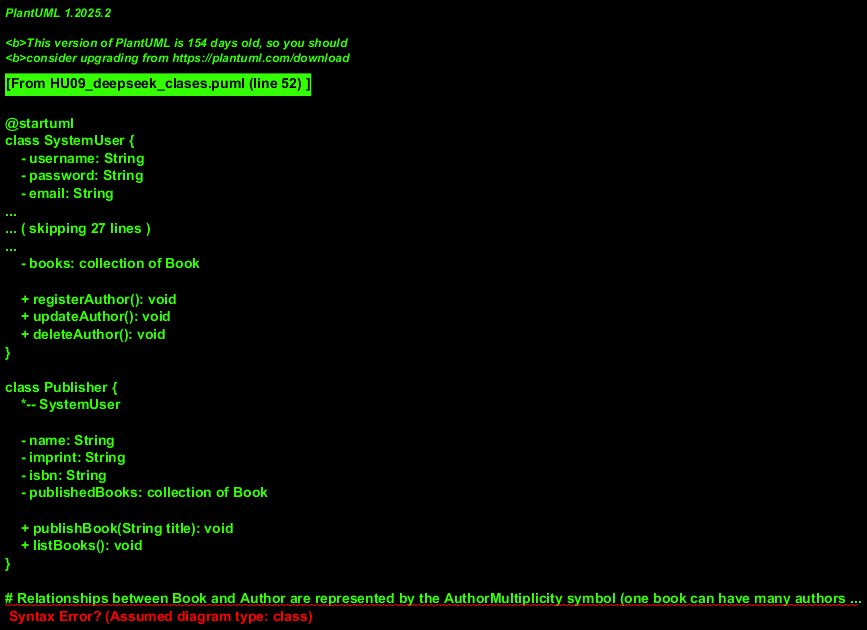 PlantUML 1.2025.2
<b>This version of PlantUML is 154 days old, so you should
<b>consider upgrading from https://plantuml.com/download
[From HU09_deepseek_clases.puml (line 52) ]
@startuml
class SystemUser {
- username: String
- password: String
- email: String
...
... ( skipping 27 lines )
...
- books: collection of Book
+ registerAuthor(): void
+ updateAuthor(): void
+ deleteAuthor(): void
}
class Publisher {
*-- SystemUser
- name: String
- imprint: String
- isbn: String
- publishedBooks: collection of Book
+ publishBook(String title): void
+ listBooks(): void
}
# Relationships between Book and Author are represented by the AuthorMultiplicity symbol (one book can have many authors ...
Syntax Error? (Assumed diagram type: class)